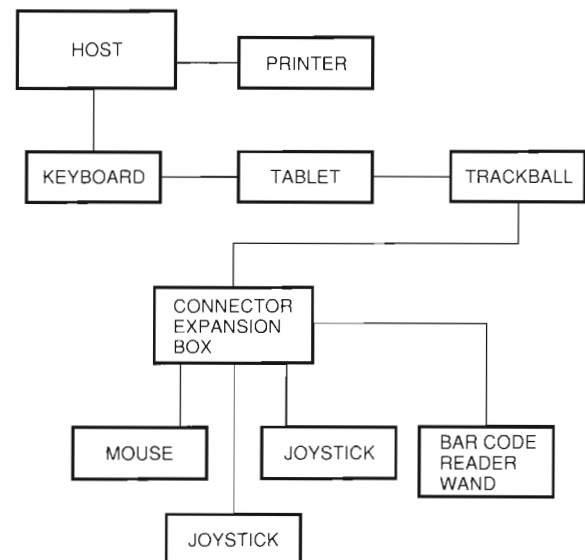 HOST
PRINTER
KEYBOARD
TABLET
TRACKBALL
CONNECTOR
EXPANSION
BOX
MOUSE
JOYSTICK
BAR CODE
READER
WAND
JOYSTICK